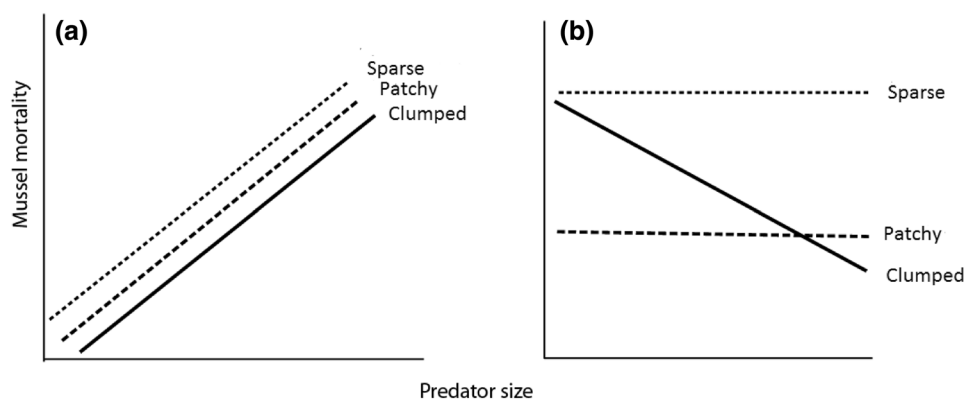 (a)
Sparse
Patchy
Clumped
Mussel mortality
(b)
Sparse
Patchy
Clumped
Predator size